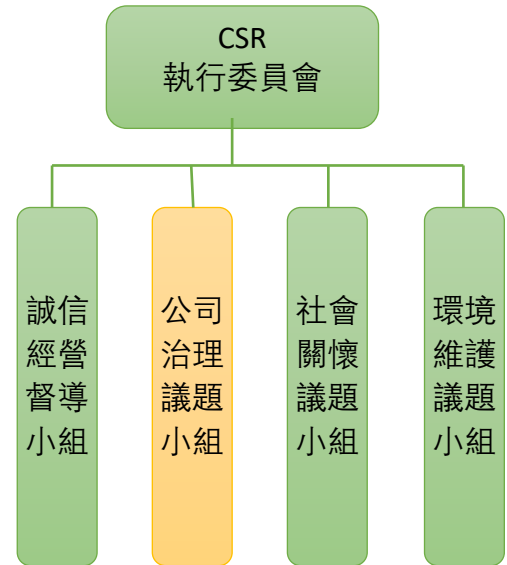 CSR
執行委員會
誠信
經營
督導
小組
公司
治理
議題
小組
社會
關懷
議題
小組
環境
維護
議題
小組